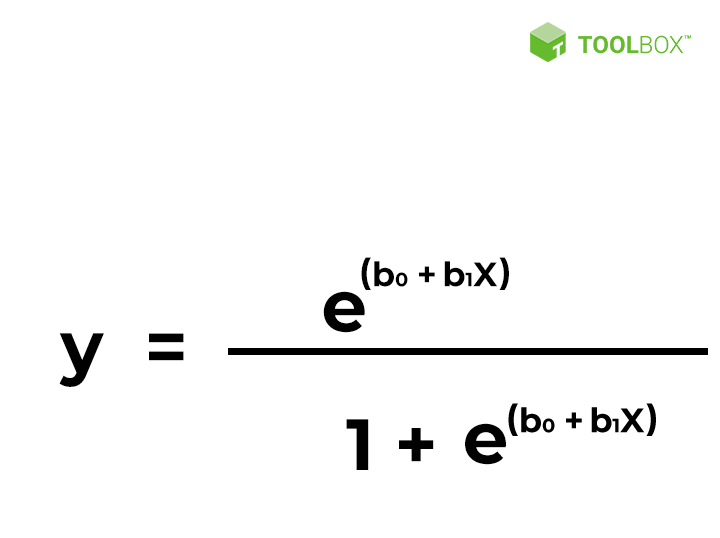 TOOLBOX™
e(b₀ + b₁X)
y =
1 + e(b₀ + b₁X)